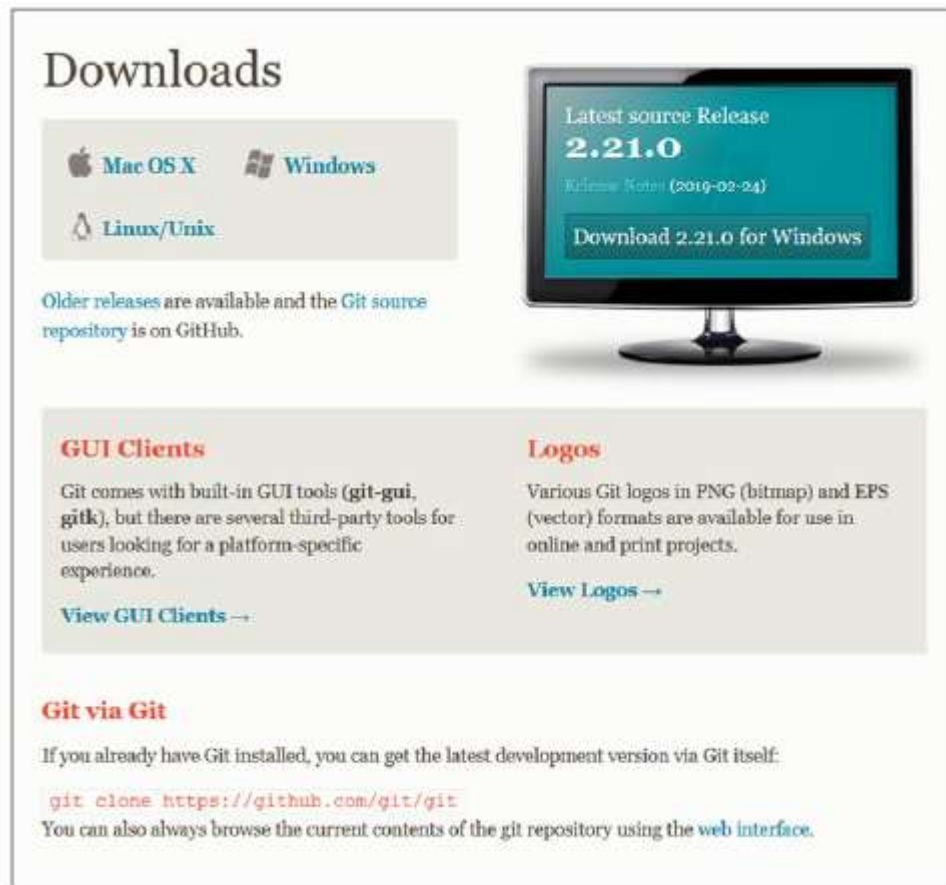 Downloads
Mac OS X
Windows
Linux/Unix
Older releases are available and the Git source
repository is on GitHub.
Latest source Release
2.21.0
Release Notes (2019-02-24)
Download 2.21.0 for Windows
GUI Clients
Git comes with built-in GUI tools (git-gui,
gitk), but there are several third-party tools for
users looking for a platform-specific
experience.
View GUI Clients →
Logos
Various Git logos in PNG (bitmap) and EPS
(vector) formats are available for use in
online and print projects.
View Logos →
Git via Git
If you already have Git installed, you can get the latest development version via Git itself:
git clone https://github.com/git/git
You can also always browse the current contents of the git repository using the web interface.